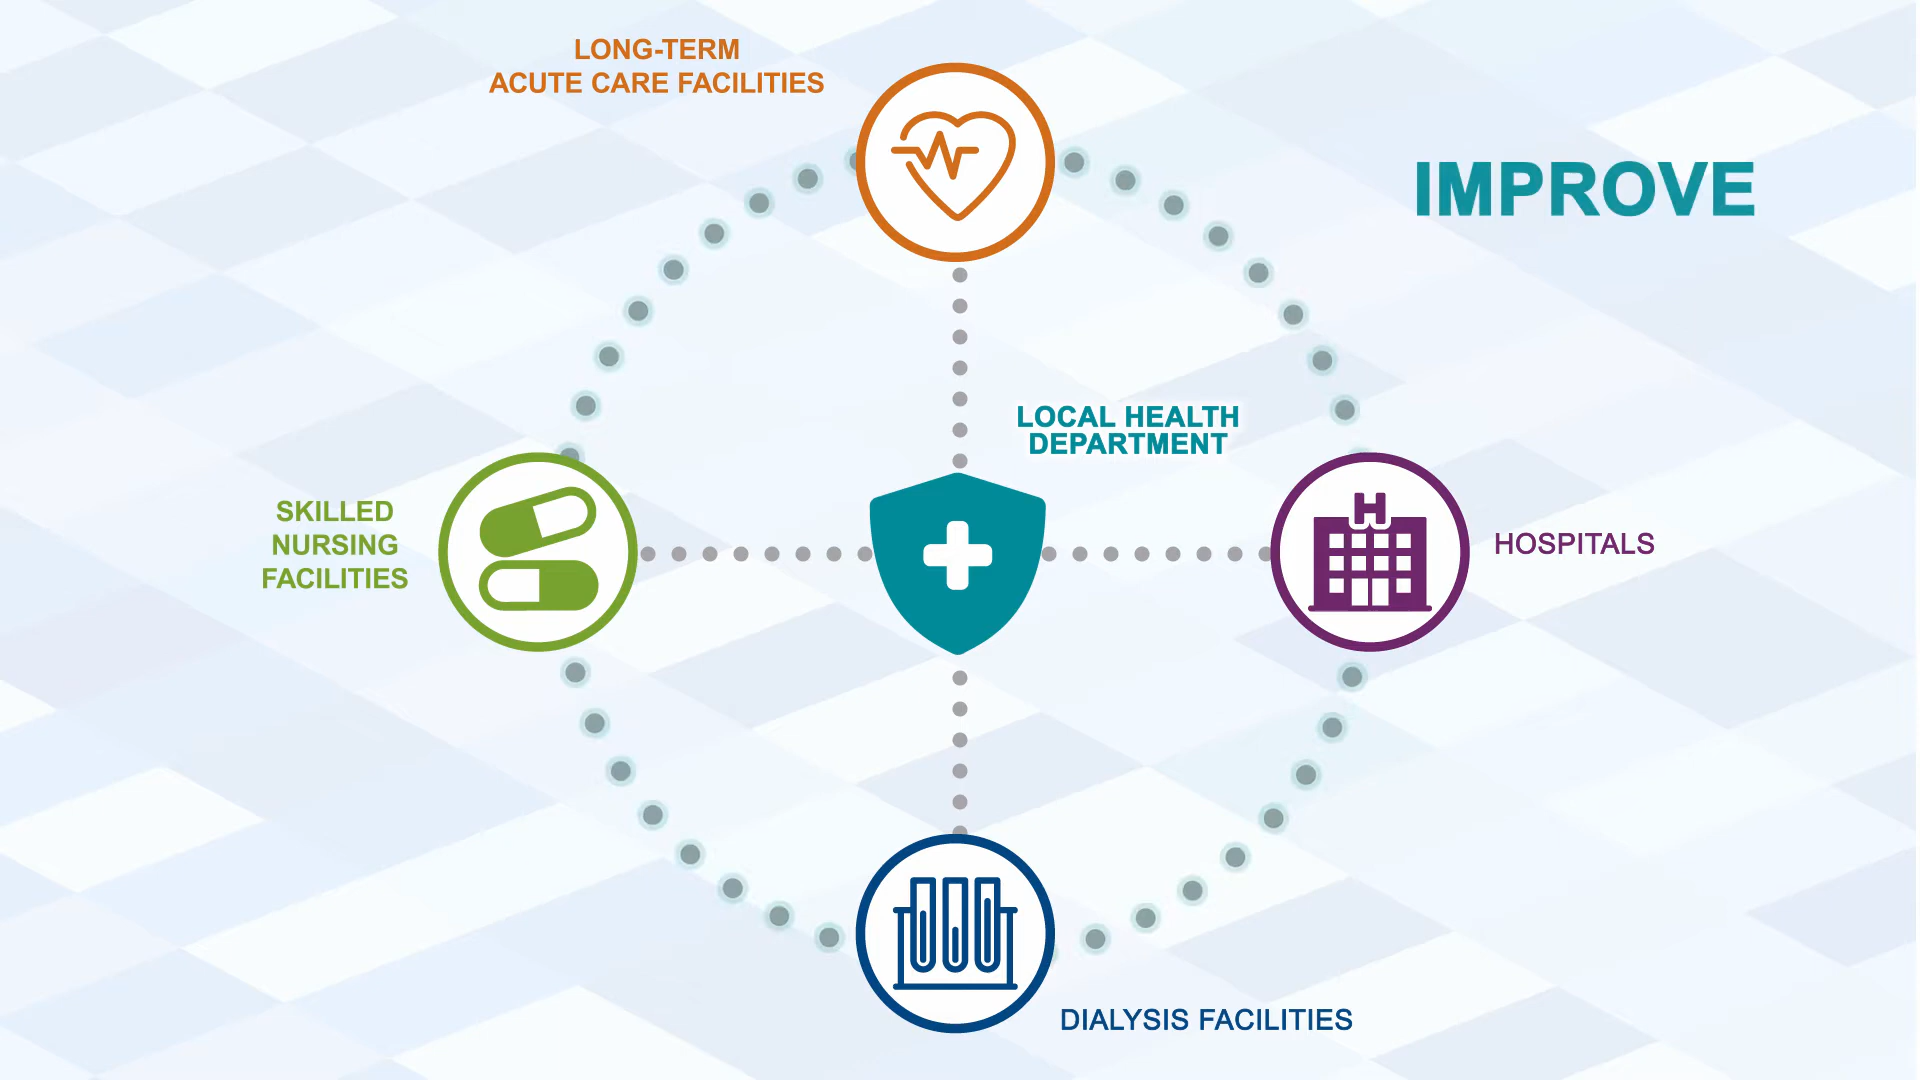 LONG-TERM
ACUTE CARE FACILITIES
IMPROVE
LOCAL HEALTH
DEPARTMENT
SKILLED
NURSING
FACILITIES
H
HOSPITALS
DIALYSIS FACILITIES